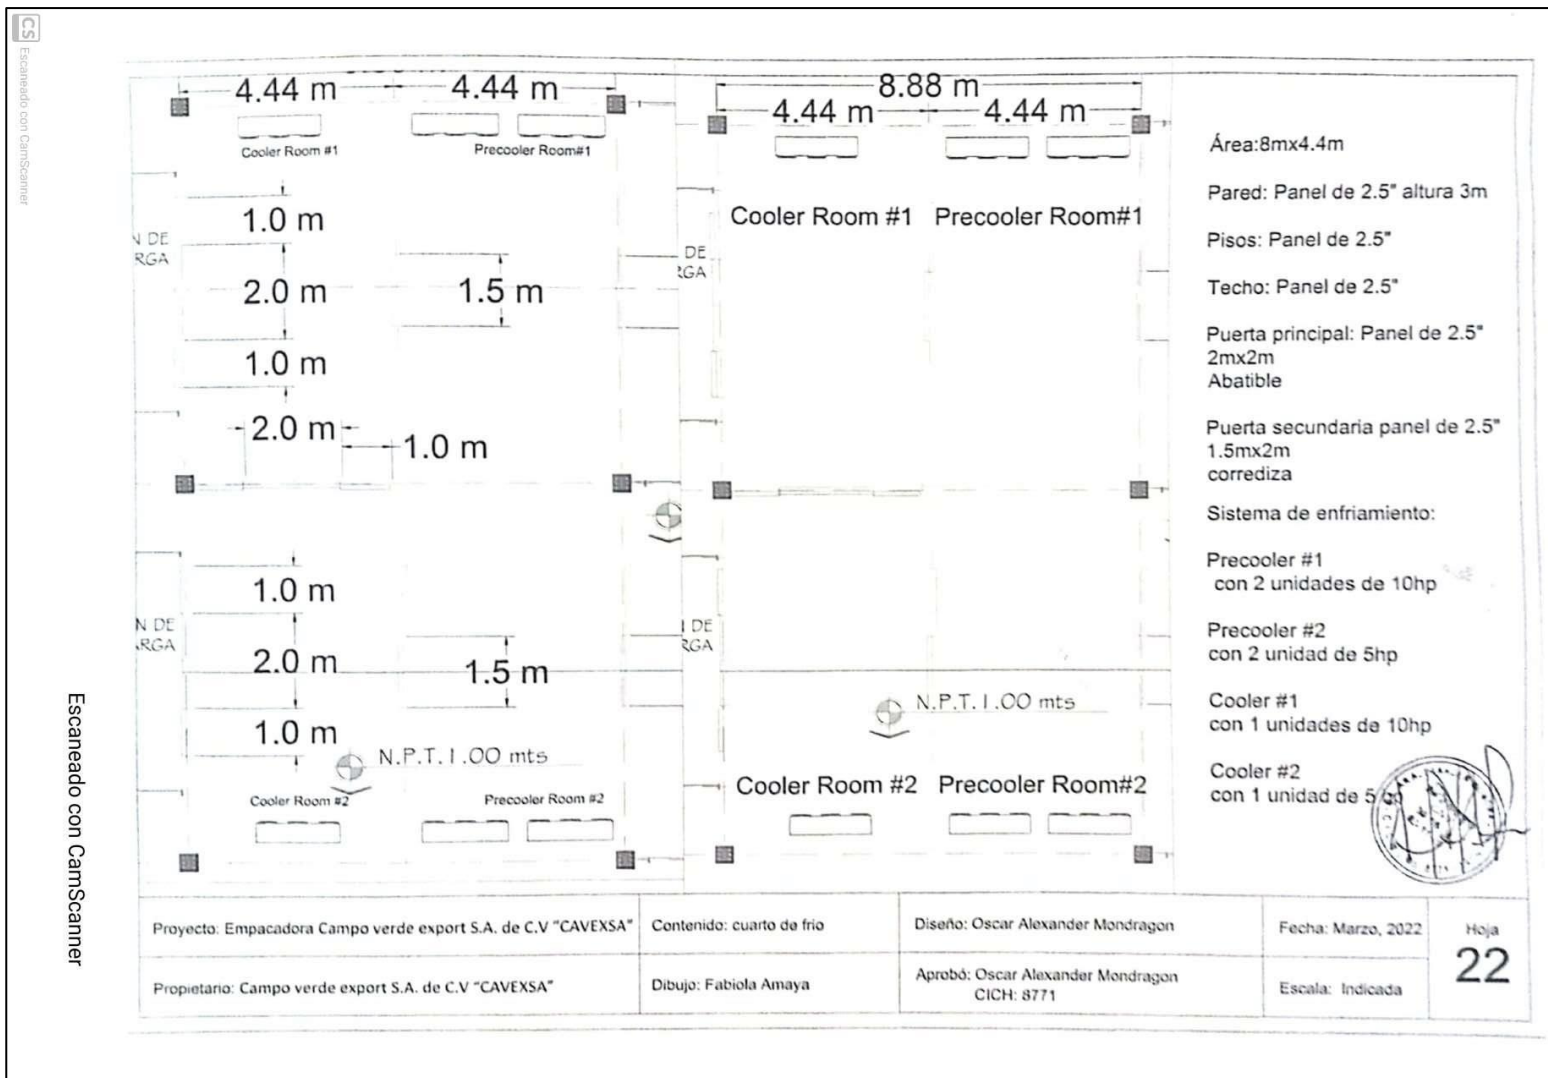 CS Escaneado con CamScanner
4.44 m 4.44 m
Cooler Room #1 Precooler Room#1
1.0 m
2.0 m 1.5 m
1.0 m
2.0 m 1.0 m
N DE
RGA
1.0 m
2.0 m 1.5 m
1.0 m
N DE
RGA
N.P.T.1.00 mts
Cooler Room #2 Precooler Room #2
8.88 m
4.44 m 4.44 m
Cooler Room #1 Precooler Room#1
DE
RGA
DE
RGA
N.P.T.1.00 mts
Cooler Room #2 Precooler Room#2
Área:8mx4.4m
Pared: Panel de 2.5" altura 3m
Pisos: Panel de 2.5"
Techo: Panel de 2.5"
Puerta principal: Panel de 2.5"
2mx2m
Abatible
Puerta secundaria panel de 2.5"
1.5mx2m
corrediza
Sistema de enfriamiento:
Precooler #1
con 2 unidades de 10hp
Precooler #2
con 2 unidad de 5hp
Cooler #1
con 1 unidades de 10hp
Cooler #2
con 1 unidad de 5
Proyecto: Empacadora Campo verde export S.A. de C.V "CAVEXSA"
Propietario: Campo verde export S.A. de C.V "CAVEXSA"
Contenido: cuarto de frio
Dibujo: Fabiola Amaya
Diseño: Oscar Alexander Mondragon
Aprobó: Oscar Alexander Mondragon
CICH: 8771
Fecha: Marzo, 2022
Escala: Indicada
Hoja
22
Escaneado con CamScanner